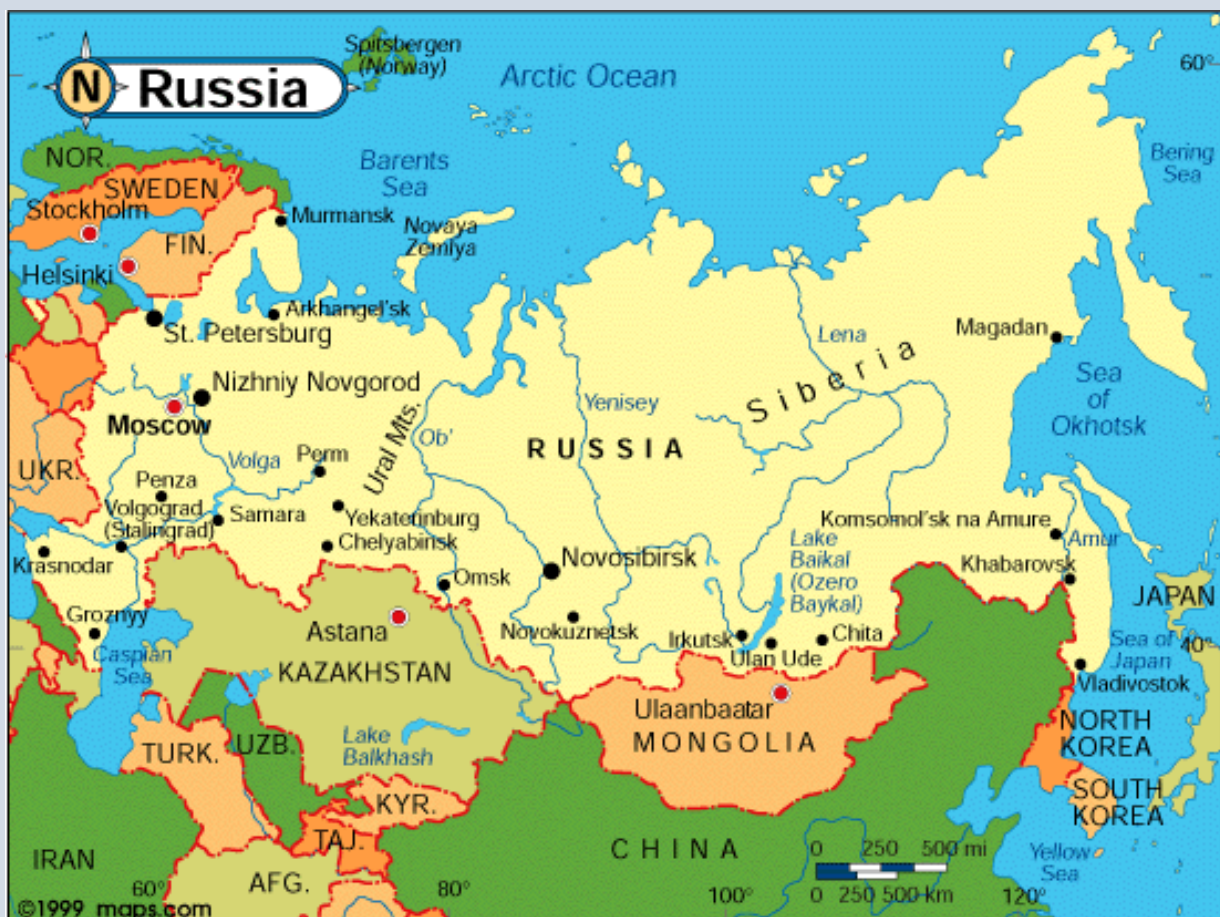 N Russia
Spitsbergen
(Norway)
Arctic Ocean
60°
NOR.
SWEDEN
Stockholm
FIN.
Helsinki
Barents
Sea
Murmansk
Novaya
Zemlya
Bering
Sea
Arkhangel'sk
St. Petersburg
Nizhniy Novgorod
Moscow
Lena
Siberia
Magadan
Sea
of
Okhotsk
Yenisey
Ob'
Ural Mts.
RUSSIA
UKR.
Volga
Perm
Penza
Volgograd
(Stalingrad)
Samara
Yekaterinburg
Chelyabinsk
Krasnodar
Omsk
Novosibirsk
Novokuznetsk
Komsomol'sk na Amure
Amur
Khabarovsk
Lake
Baikal
(Ozero
Baykal)
Irkutsk
Ulan Ude
Chita
JAPAN
Sea of
Japan
40°
Vladivostok
Groznyy
Caspian
Sea
Astana
KAZAKHSTAN
Lake
Balkhash
Ulaanbaatar
MONGOLIA
NORTH
KOREA
SOUTH
KOREA
TURK.
UZB.
KYR.
TAJ.
CHINA
IRAN
AFG.
Yellow
Sea
0 250 500 mi
0 250 500 km
60°
80°
100°
120°
©1999 maps.com